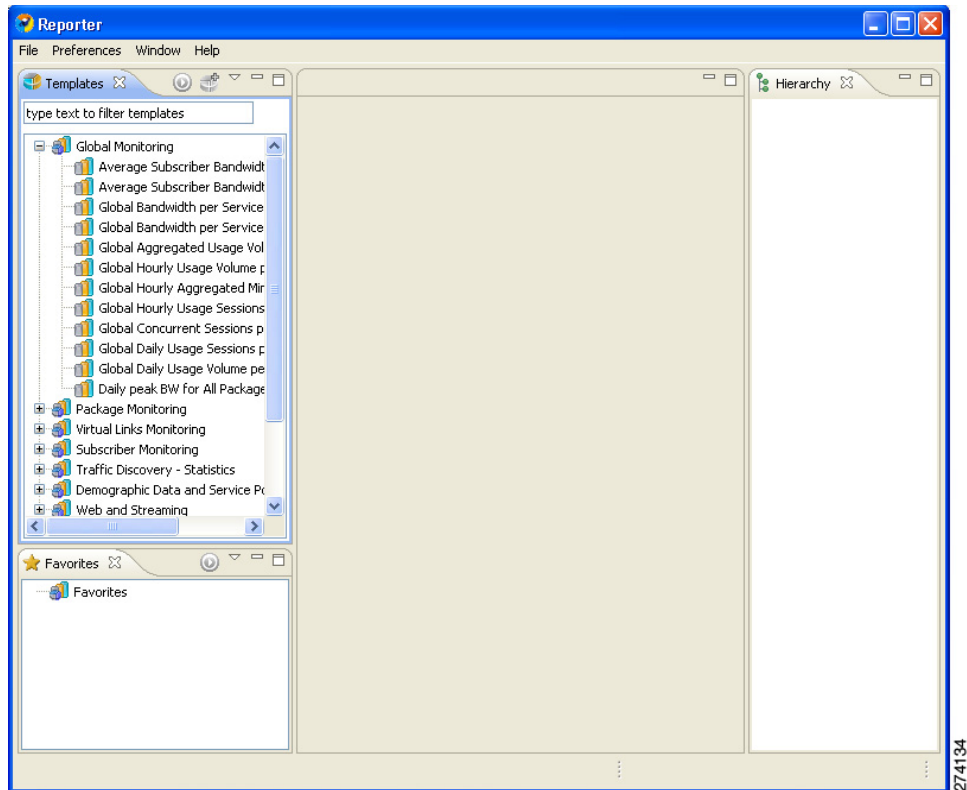 Reporter
File Preferences Window Help
Templates
type text to filter templates
Global Monitoring
Average Subscriber Bandwidt
Average Subscriber Bandwidt
Global Bandwidth per Service
Global Bandwidth per Service
Global Aggregated Usage Vol
Global Hourly Usage Volume p
Global Hourly Aggregated Mir
Global Hourly Usage Sessions
Global Concurrent Sessions p
Global Daily Usage Sessions p
Global Daily Usage Volume pe
Daily peak BW for All Package
Package Monitoring
Virtual Links Monitoring
Subscriber Monitoring
Traffic Discovery - Statistics
Demographic Data and Service Po
Web and Streaming
Favorites
Favorites
Hierarchy
274134